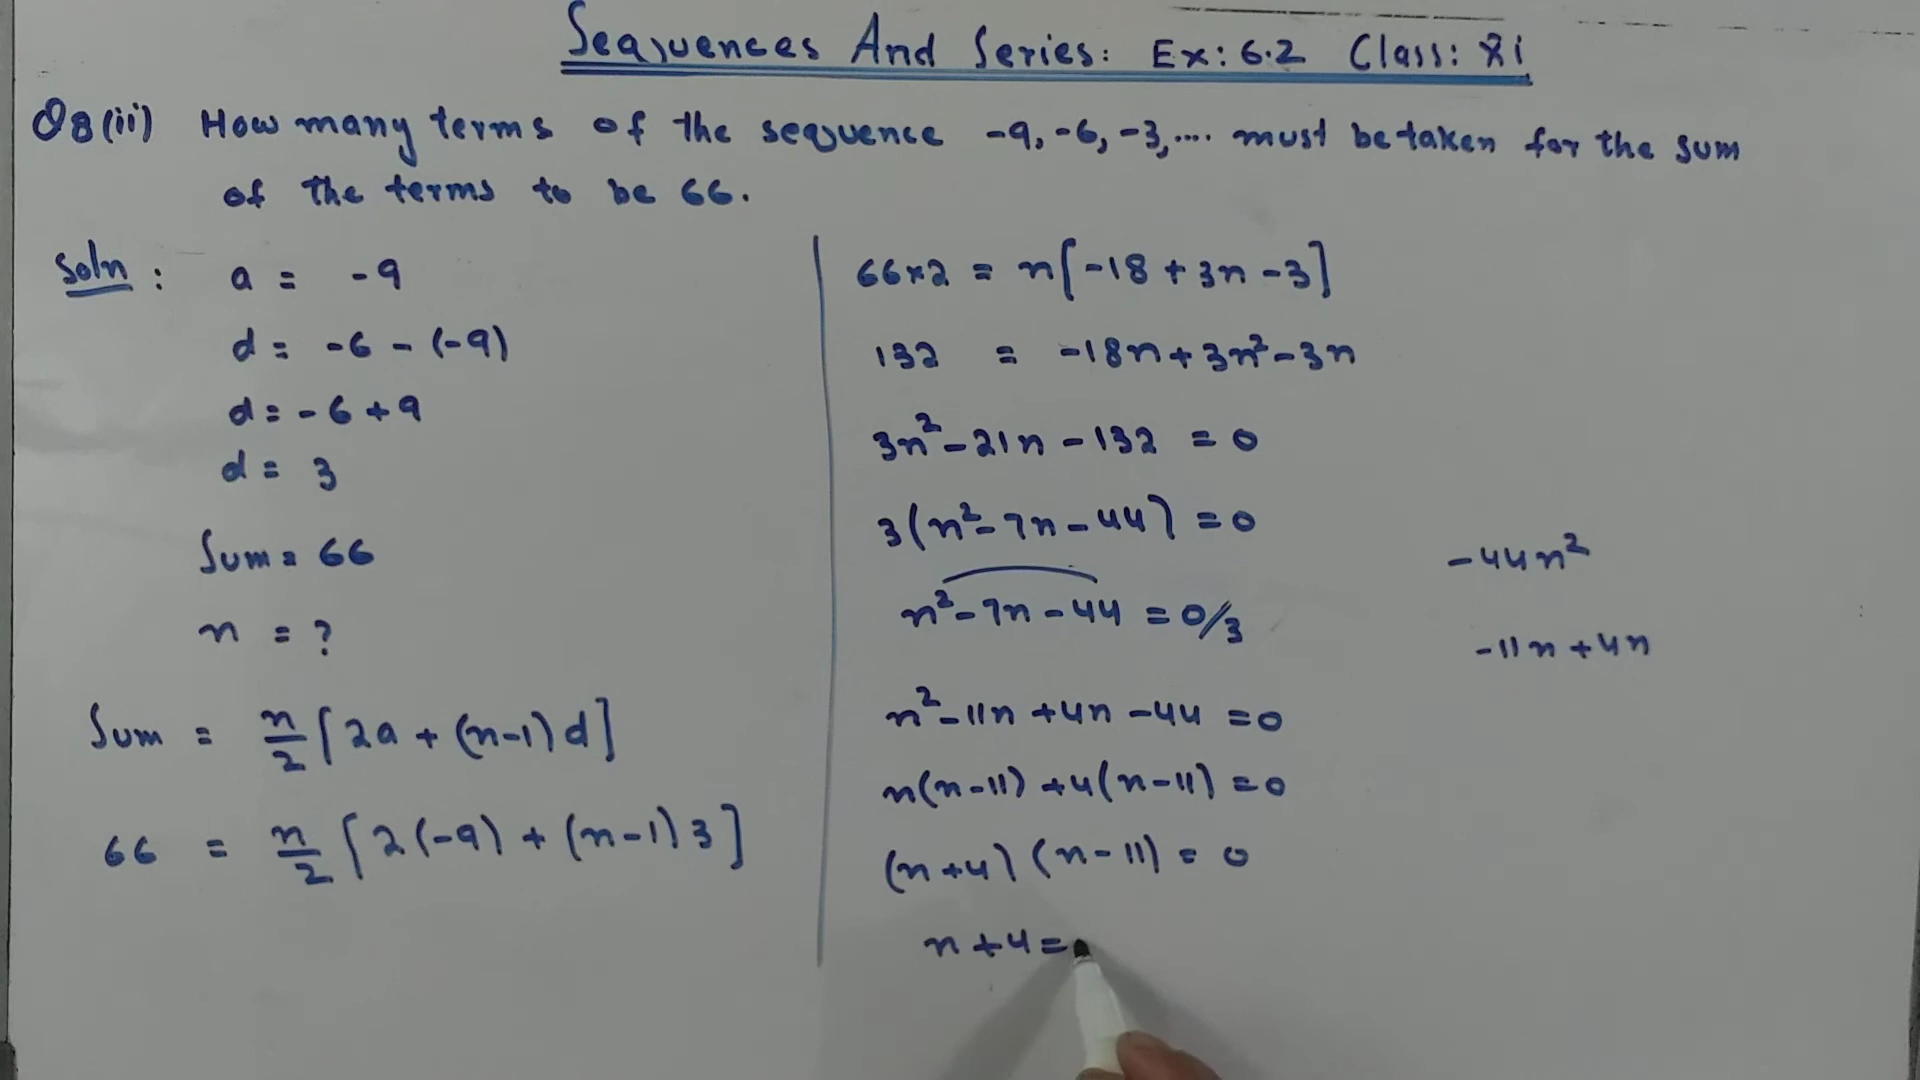 Sequences And Series: Ex: 6.2 Class: XI
Q8(ii) How many terms of the sequence -9, -6, -3, .... must be taken for the sum
of the terms to be 66.
Soln : a = -9
d = -6 - (-9)
d = -6 + 9
d = 3
Sum = 66
n = ?
Sum = n/2 [2a + (n-1)d]
66 = n/2 [2(-9) + (n-1)3]
66×2 = n[-18 + 3n - 3]
132 = -18n + 3n² - 3n
3n² - 21n - 132 = 0
3(n² - 7n - 44) = 0
n² - 7n - 44 = 0/3
n² - 11n + 4n - 44 = 0
n(n-11) + 4(n-11) = 0
(n+4) (n-11) = 0
n + 4 =
-44n²
-11n + 4n